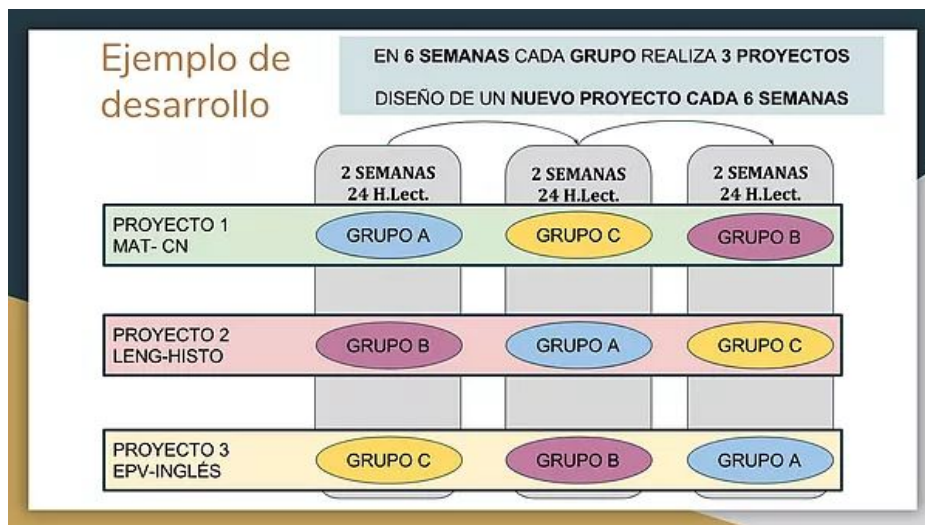 Ejemplo de
desarrollo
EN 6 SEMANAS CADA GRUPO REALIZA 3 PROYECTOS
DISEÑO DE UN NUEVO PROYECTO CADA 6 SEMANAS
2 SEMANAS
24 H.Lect.
2 SEMANAS
24 H.Lect.
2 SEMANAS
24 H.Lect.
PROYECTO 1
MAT- CN
GRUPO A
GRUPO C
GRUPO B
PROYECTO 2
LENG-HISTO
GRUPO B
GRUPO A
GRUPO C
PROYECTO 3
EPV-INGLÉS
GRUPO C
GRUPO B
GRUPO A